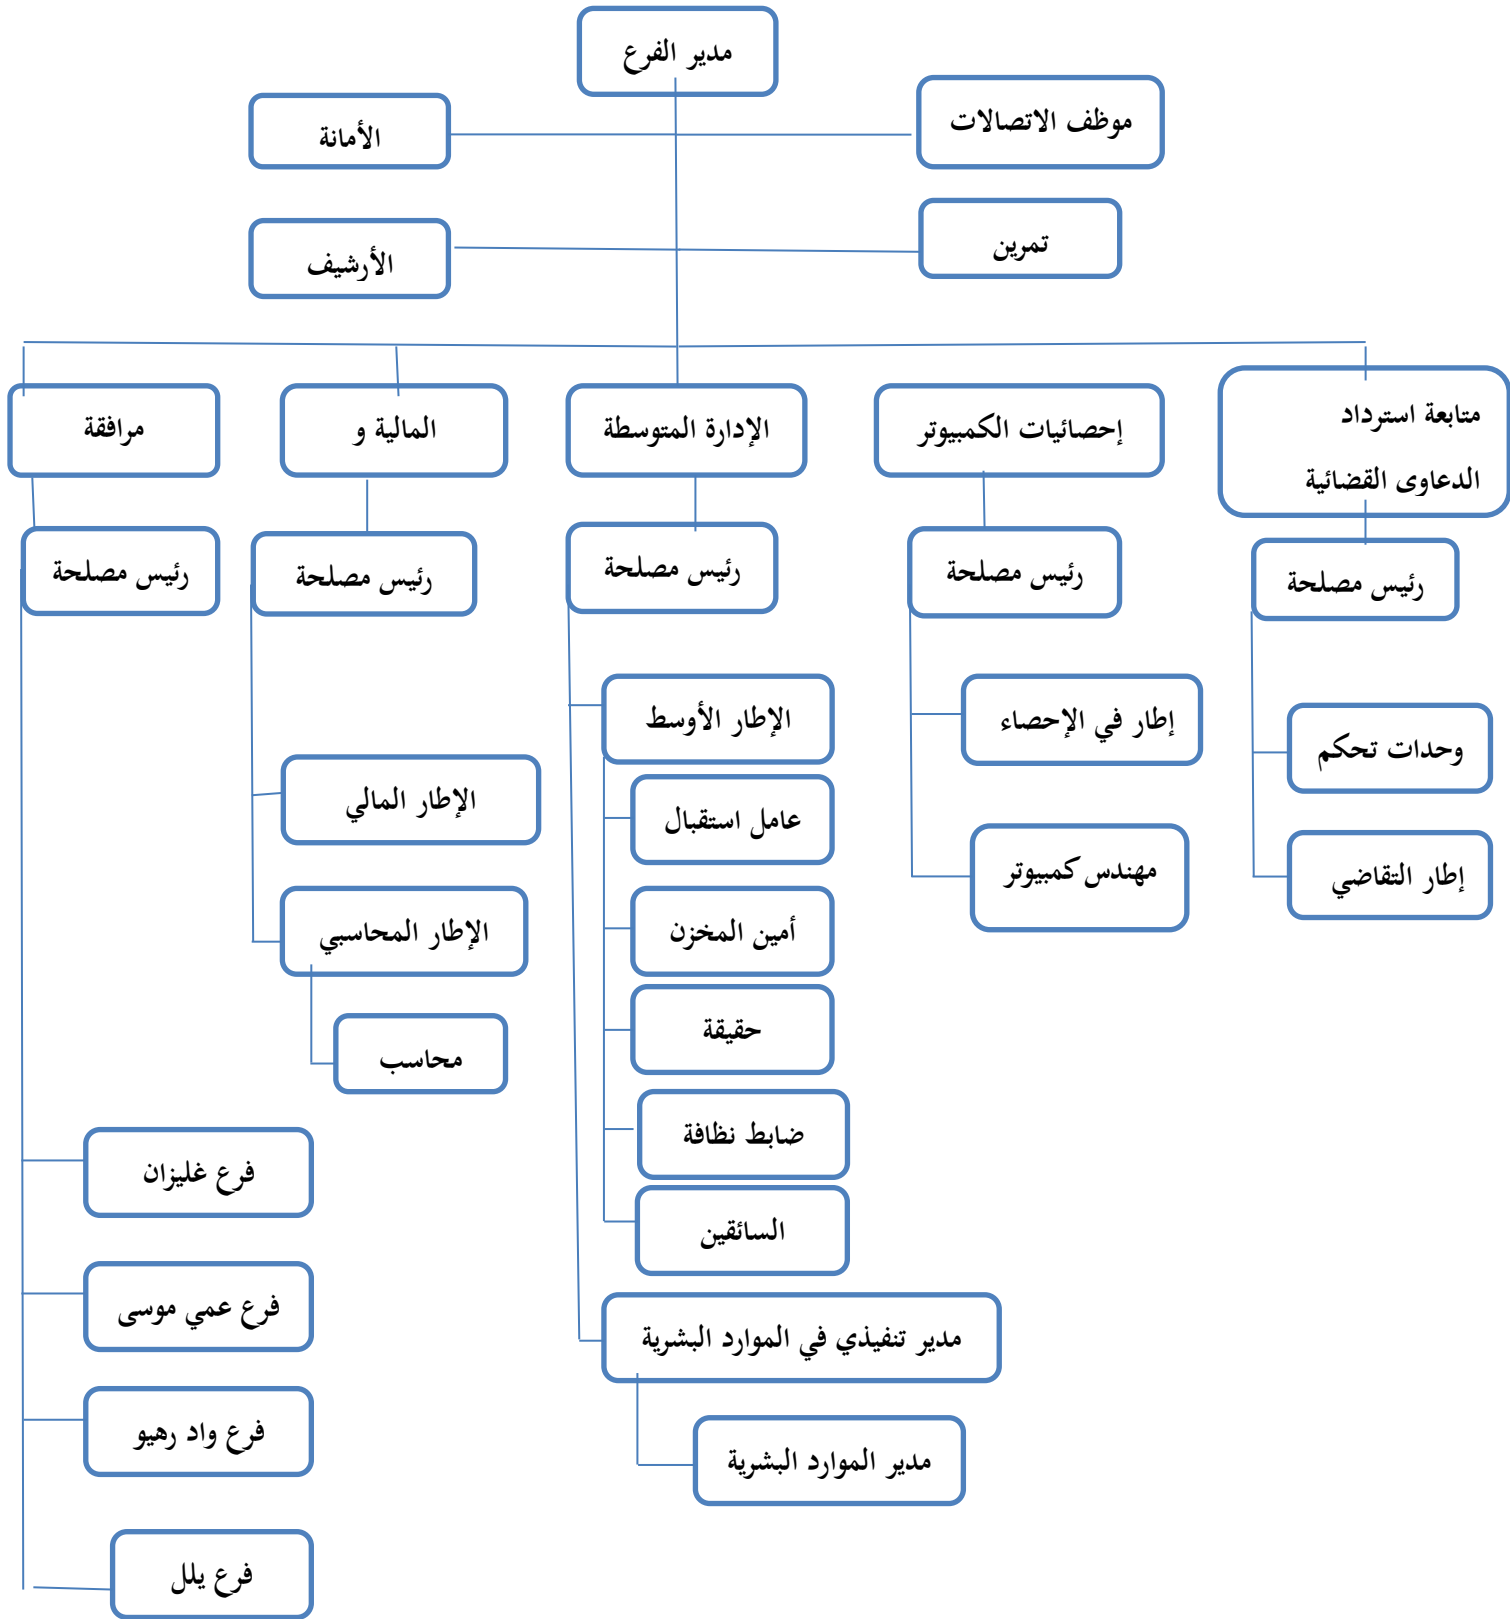 مدير الفرع
موظف الاتصالات
الأمانة
تمرين
الأرشيف
متابعة استرداد
الدعاوى القضائية
إحصائيات الكمبيوتر
الإدارة المتوسطة
المالية و
مرافقة
رئيس مصلحة
رئيس مصلحة
رئيس مصلحة
رئيس مصلحة
رئيس مصلحة
وحدات تحكم
إطار التقاضي
إطار في الإحصاء
مهندس كمبيوتر
الإطار الأوسط
عامل استقبال
أمين المخزن
حقيقة
ضابط نظافة
السائقين
مدير تنفيذي في الموارد البشرية
مدير الموارد البشرية
الإطار المالي
الإطار المحاسبي
محاسب
فرع غليزان
فرع عمي موسى
فرع واد رهيو
فرع يلل